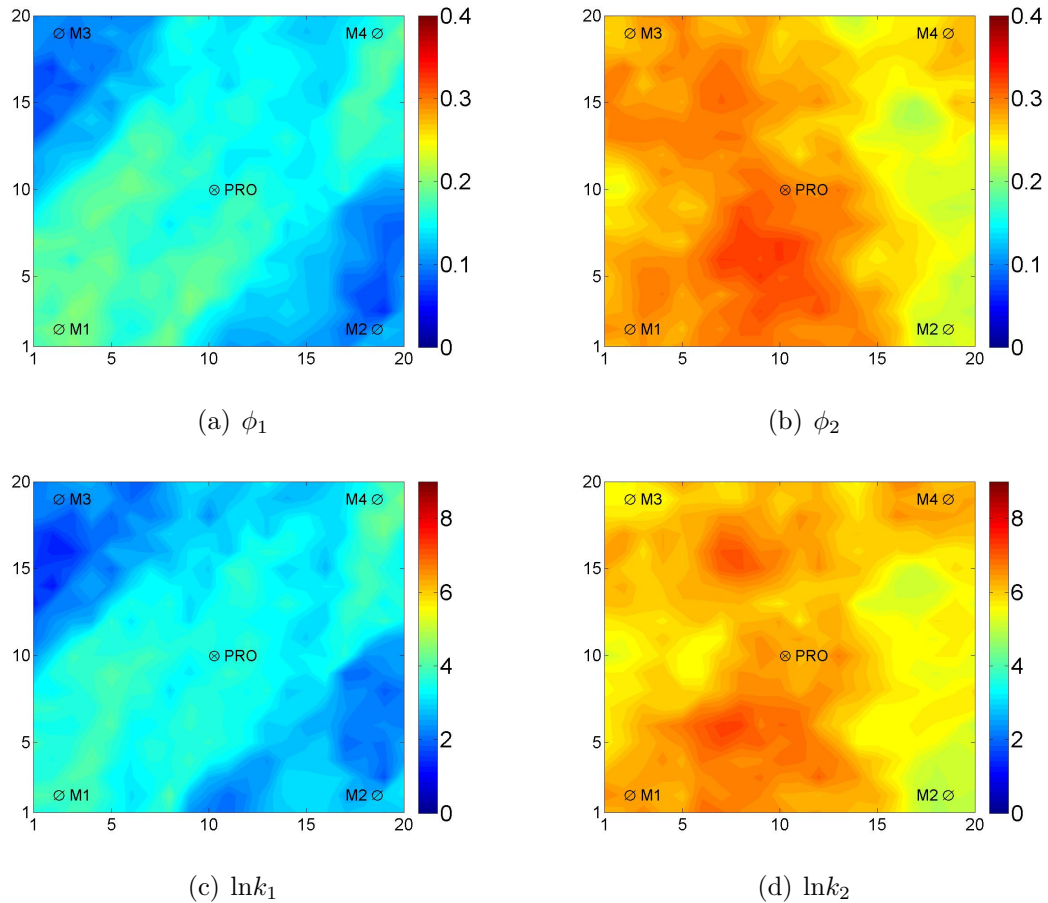 20
15
10
5
1
1 5 10 15 20
∅ M3
M4 ∅
⊗ PRO
∅ M1
M2 ∅
0.4
0.3
0.2
0.1
0
(a) ϕ₁
20
15
10
5
1
1 5 10 15 20
∅ M3
M4 ∅
⊗ PRO
∅ M1
M2 ∅
0.4
0.3
0.2
0.1
0
(b) ϕ₂
20
15
10
5
1
1 5 10 15 20
∅ M3
M4 ∅
⊗ PRO
∅ M1
M2 ∅
8
6
4
2
0
(c) lnk₁
20
15
10
5
1
1 5 10 15 20
∅ M3
M4 ∅
⊗ PRO
∅ M1
M2 ∅
8
6
4
2
0
(d) lnk₂